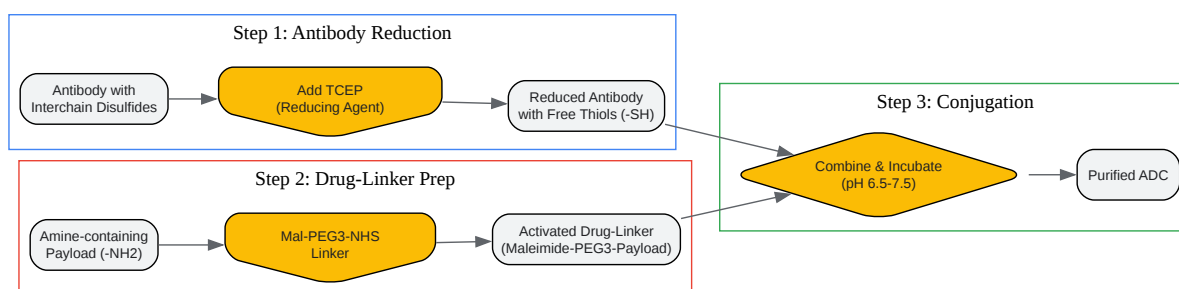 Step 1: Antibody Reduction
Antibody with
Interchain Disulfides
Add TCEP
(Reducing Agent)
Reduced Antibody
with Free Thiols (-SH)
Step 2: Drug-Linker Prep
Amine-containing
Payload (-NH2)
Mal-PEG3-NHS
Linker
Activated Drug-Linker
(Maleimide-PEG3-Payload)
Step 3: Conjugation
Combine & Incubate
(pH 6.5-7.5)
Purified ADC